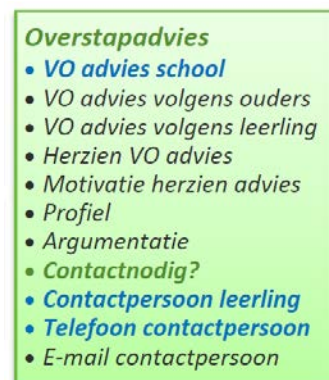 Overstapadvies
• VO advies school
• VO advies volgens ouders
• VO advies volgens leerling
• Herzien VO advies
• Motivatie herzien advies
• Profiel
• Argumentatie
• Contactnodig?
• Contactpersoon leerling
• Telefoon contactpersoon
• E-mail contactpersoon